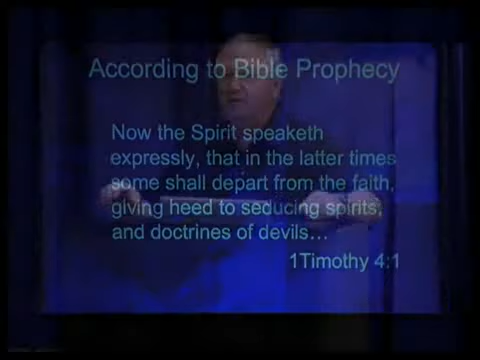 According to Bible Prophecy
Now the Spirit speaketh
expressly, that in the latter times
some shall depart from the faith,
giving heed to seducing spirits,
and doctrines of devils…
1Timothy 4:1